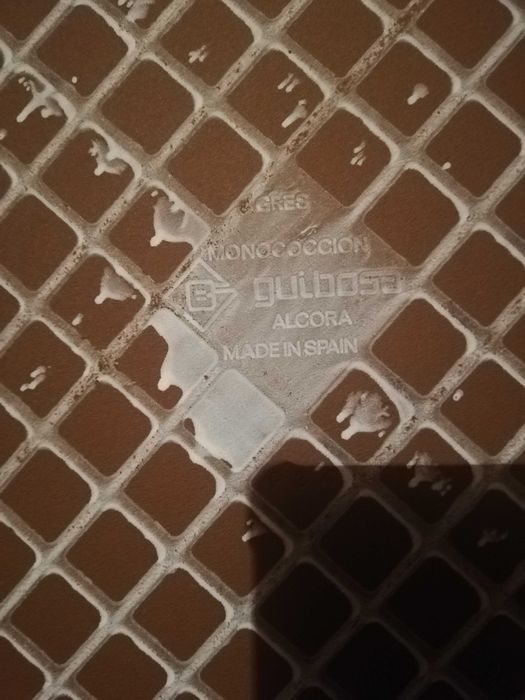 GRES
MONOCOCCION
guibosa
ALCORA
MADE IN SPAIN